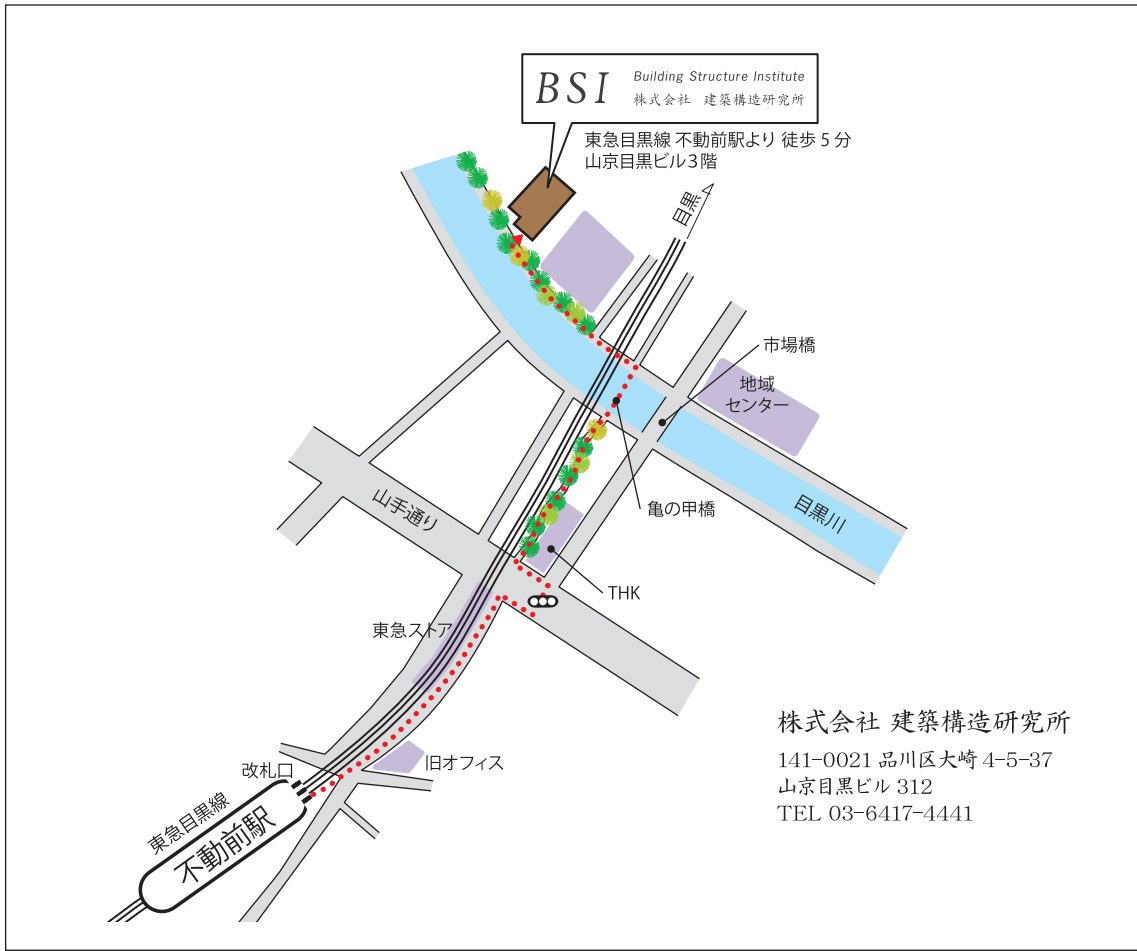 BSI
Building Structure Institute
株式会社 建築構造研究所
東急目黒線 不動前駅より 徒歩 5 分
山京目黒ビル3階
目黒
市場橋
地域
センター
目黒川
亀の甲橋
山手通り
THK
東急ストア
旧オフィス
改札口
東急目黒線
不動前駅
株式会社 建築構造研究所
141-0021 品川区大崎 4-5-37
山京目黒ビル 312
TEL 03-6417-4441